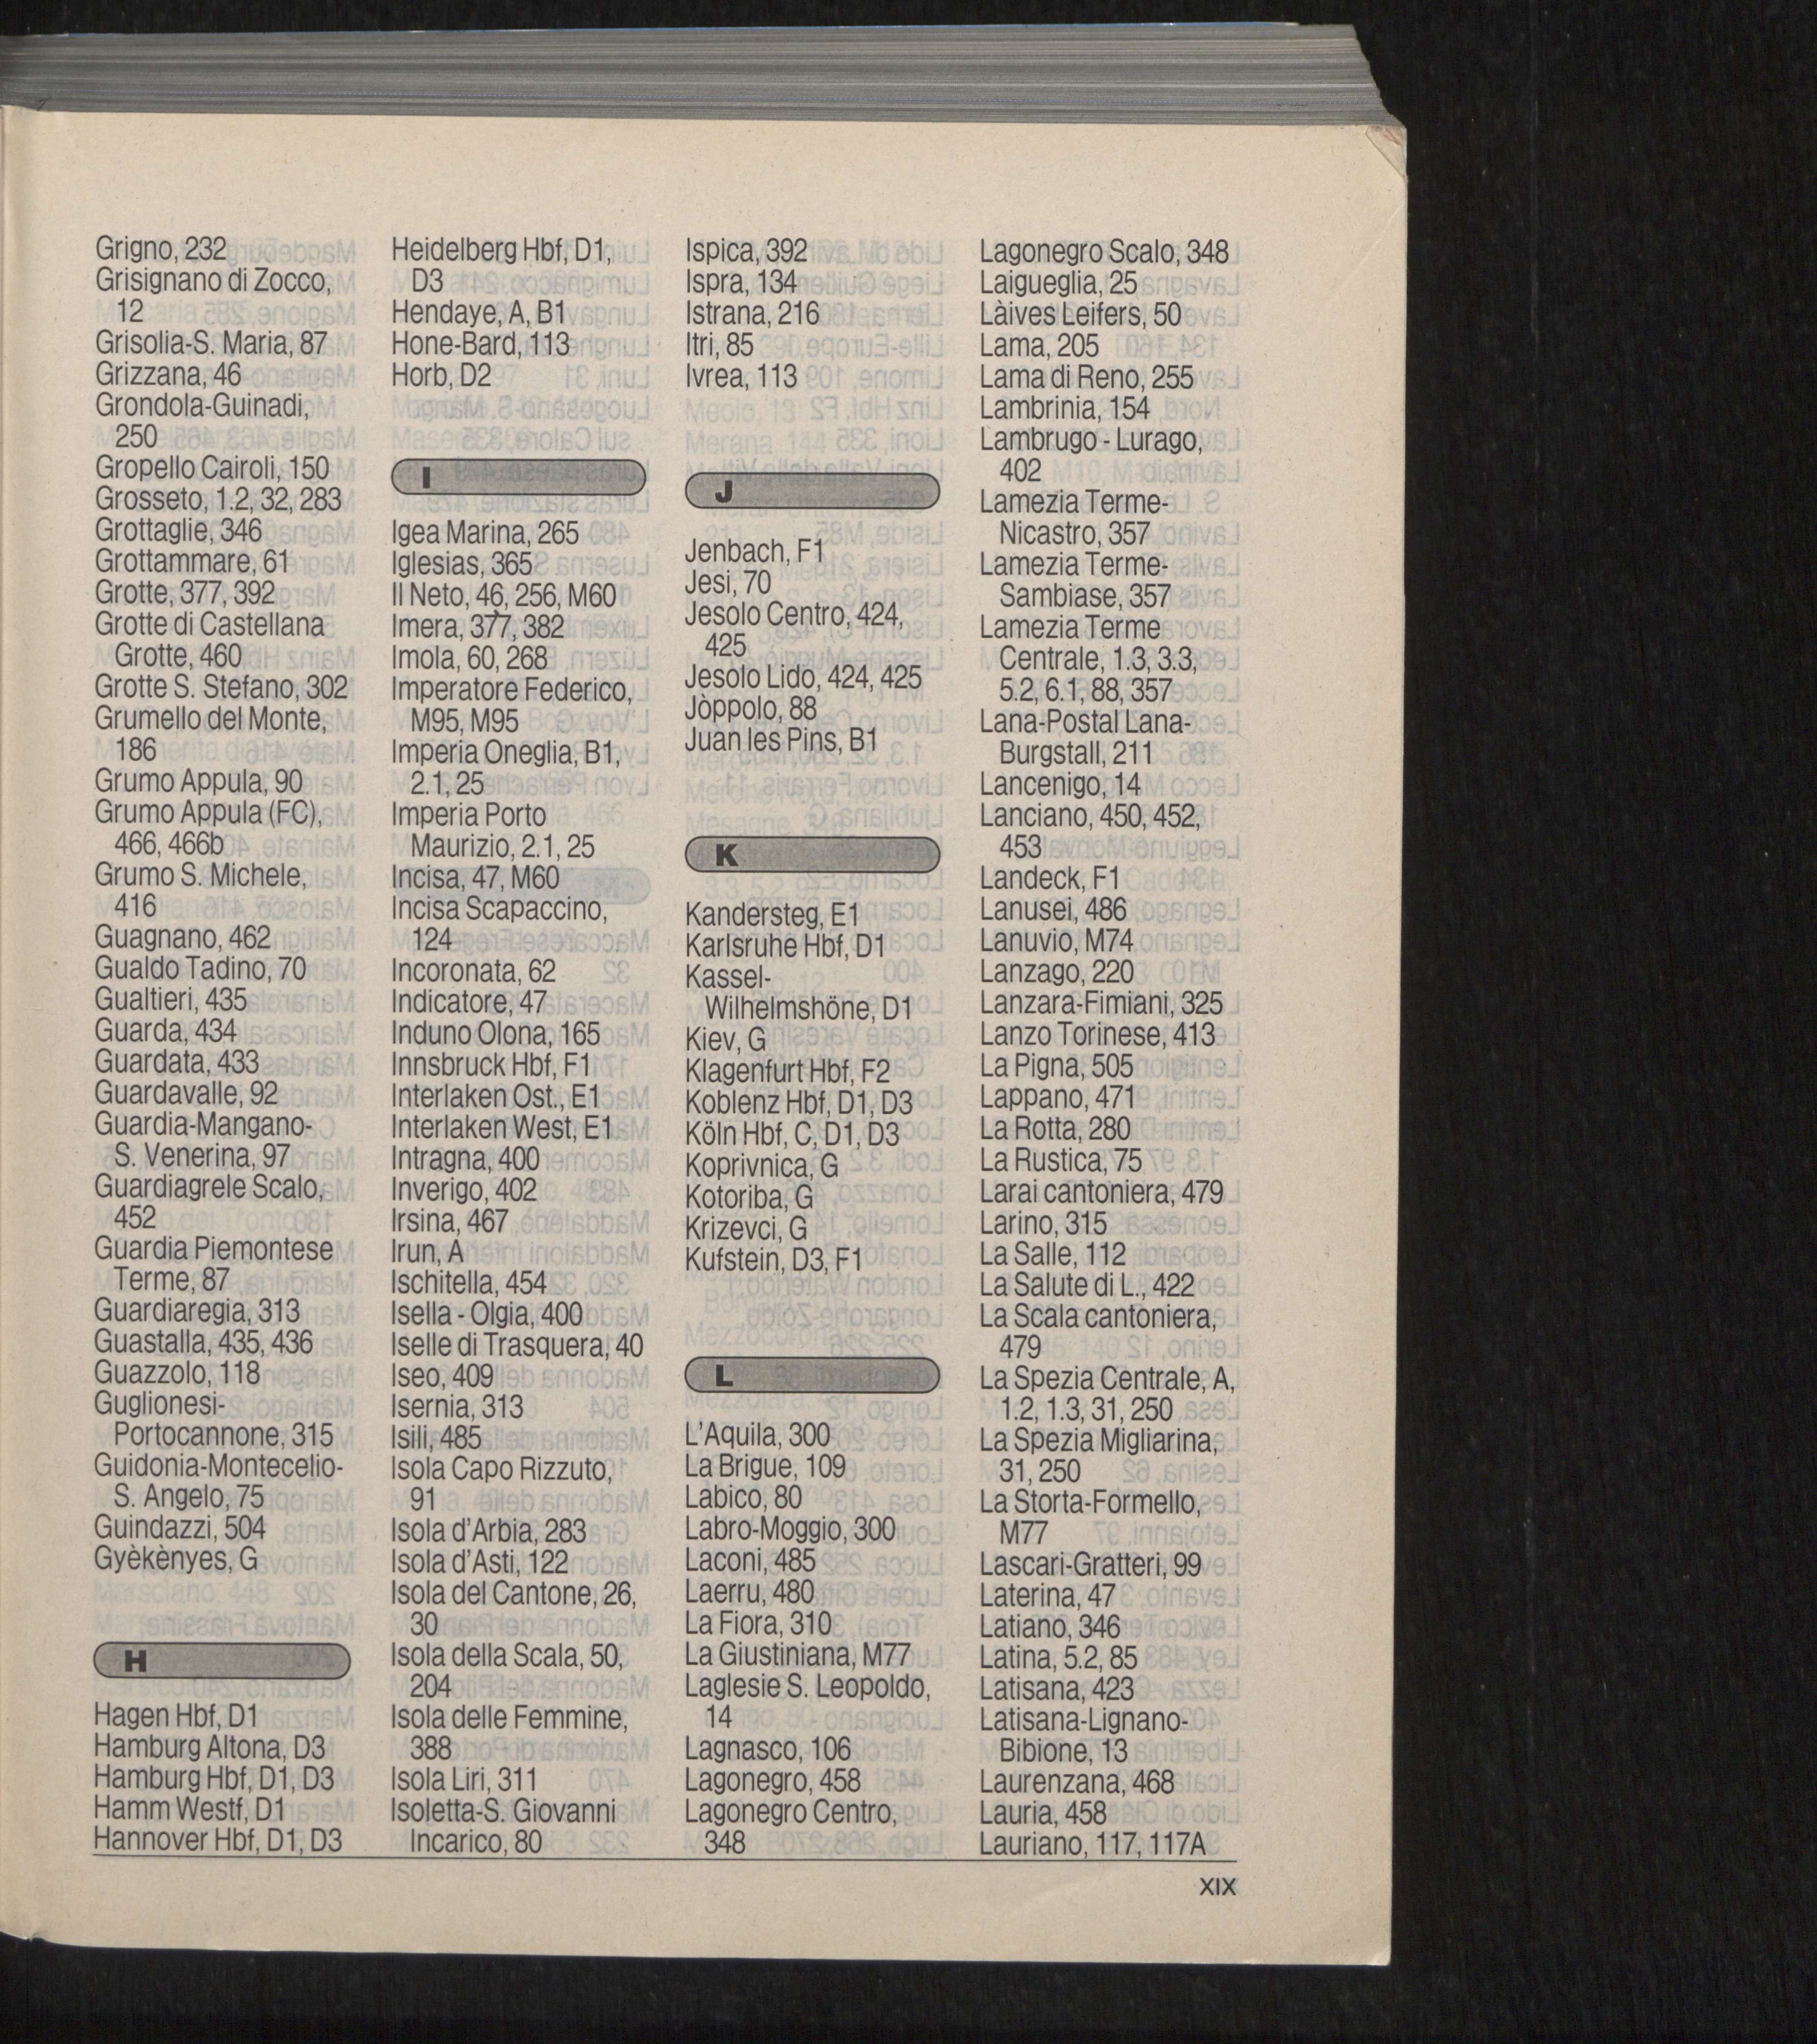 Grigno, 232
Grisignano di Zocco,
12
Grisolia-S. Maria, 87
Grizzana, 46
Grondola-Guinadi,
250
Gropello Cairoli, 150
Grosseto, 1.2, 32, 283
Grottaglie, 346
Grottammare, 61
Grotte, 377, 392
Grotte di Castellana
Grotte, 460
Grotte S. Stefano, 302
Grumello del Monte,
186
Grumo Appula, 90
Grumo Appula (FC),
466, 466b
Grumo S. Michele,
416
Guagnano, 462
Gualdo Tadino, 70
Gualtieri, 435
Guarda, 434
Guardata, 433
Guardavalle, 92
Guardia-Mangano-
S. Venerina, 97
Guardiagrele Scalo,
452
Guardia Piemontese
Terme, 87
Guardiaregia, 313
Guastalla, 435, 436
Guazzolo, 118
Guglionesi-
Portocannone, 315
Guidonia-Montecelio-
S. Angelo, 75
Guindazzi, 504
Gyèkènyes, G
H
Hagen Hbf, D1
Hamburg Altona, D3
Hamburg Hbf, D1, D3
Hamm Westf, D1
Hannover Hbf, D1, D3
Heidelberg Hbf, D1,
D3
Hendaye, A, B1
Hone-Bard, 113
Horb, D2
I
Igea Marina, 265
Iglesias, 365
Il Neto, 46, 256, M60
Imera, 377, 382
Imola, 60, 268
Imperatore Federico,
M95, M95
Imperia Oneglia, B1,
2.1, 25
Imperia Porto
Maurizio, 2.1, 25
Incisa, 47, M60
Incisa Scapaccino,
124
Incoronata, 62
Indicatore, 47
Induno Olona, 165
Innsbruck Hbf, F1
Interlaken Ost., E1
Interlaken West, E1
Intragna, 400
Inverigo, 402
Irsina, 467
Irun, A
Ischitella, 454
Isella - Olgia, 400
Iselle di Trasquera, 40
Iseo, 409
Isernia, 313
Isili, 485
Isola Capo Rizzuto,
91
Isola d'Arbia, 283
Isola d'Asti, 122
Isola del Cantone, 26,
30
Isola della Scala, 50,
204
Isola delle Femmine,
388
Isola Liri, 311
Isoletta-S. Giovanni
Incarico, 80
Ispica, 392
Ispra, 134
Istrana, 216
Itri, 85
Ivrea, 113
J
Jenbach, F1
Jesi, 70
Jesolo Centro, 424,
425
Jesolo Lido, 424, 425
Jòppolo, 88
Juan les Pins, B1
K
Kandersteg, E1
Karlsruhe Hbf, D1
Kassel-
Wilhelmshöne, D1
Kiev, G
Klagenfurt Hbf, F2
Koblenz Hbf, D1, D3
Köln Hbf, C, D1, D3
Koprivnica, G
Kotoriba, G
Krizevci, G
Kufstein, D3, F1
L
L'Aquila, 300
La Brigue, 109
Labico, 80
Labro-Moggio, 300
Laconi, 485
Laerru, 480
La Fiora, 310
La Giustiniana, M77
Laglesie S. Leopoldo,
14
Lagnasco, 106
Lagonegro, 458
Lagonegro Centro,
348
Lagonegro Scalo, 348
Laigueglia, 25
Làives Leifers, 50
Lama, 205
Lama di Reno, 255
Lambrinia, 154
Lambrugo - Lurago,
402
Lamezia Terme-
Nicastro, 357
Lamezia Terme-
Sambiase, 357
Lamezia Terme
Centrale, 1.3, 3.3,
5.2, 6.1, 88, 357
Lana-Postal Lana-
Burgstall, 211
Lancenigo, 14
Lanciano, 450, 452,
453
Landeck, F1
Lanusei, 486
Lanuvio, M74
Lanzago, 220
Lanzara-Fimiani, 325
Lanzo Torinese, 413
La Pigna, 505
Lappano, 471
La Rotta, 280
La Rustica, 75
Larai cantoniera, 479
Larino, 315
La Salle, 112
La Salute di L., 422
La Scala cantoniera,
479
La Spezia Centrale, A,
1.2, 1.3, 31, 250
La Spezia Migliarina,
31, 250
La Storta-Formello,
M77
Lascari-Gratteri, 99
Laterina, 47
Latiano, 346
Latina, 5.2, 85
Latisana, 423
Latisana-Lignano-
Bibione, 13
Laurenzana, 468
Lauria, 458
Lauriano, 117, 117A
XIX